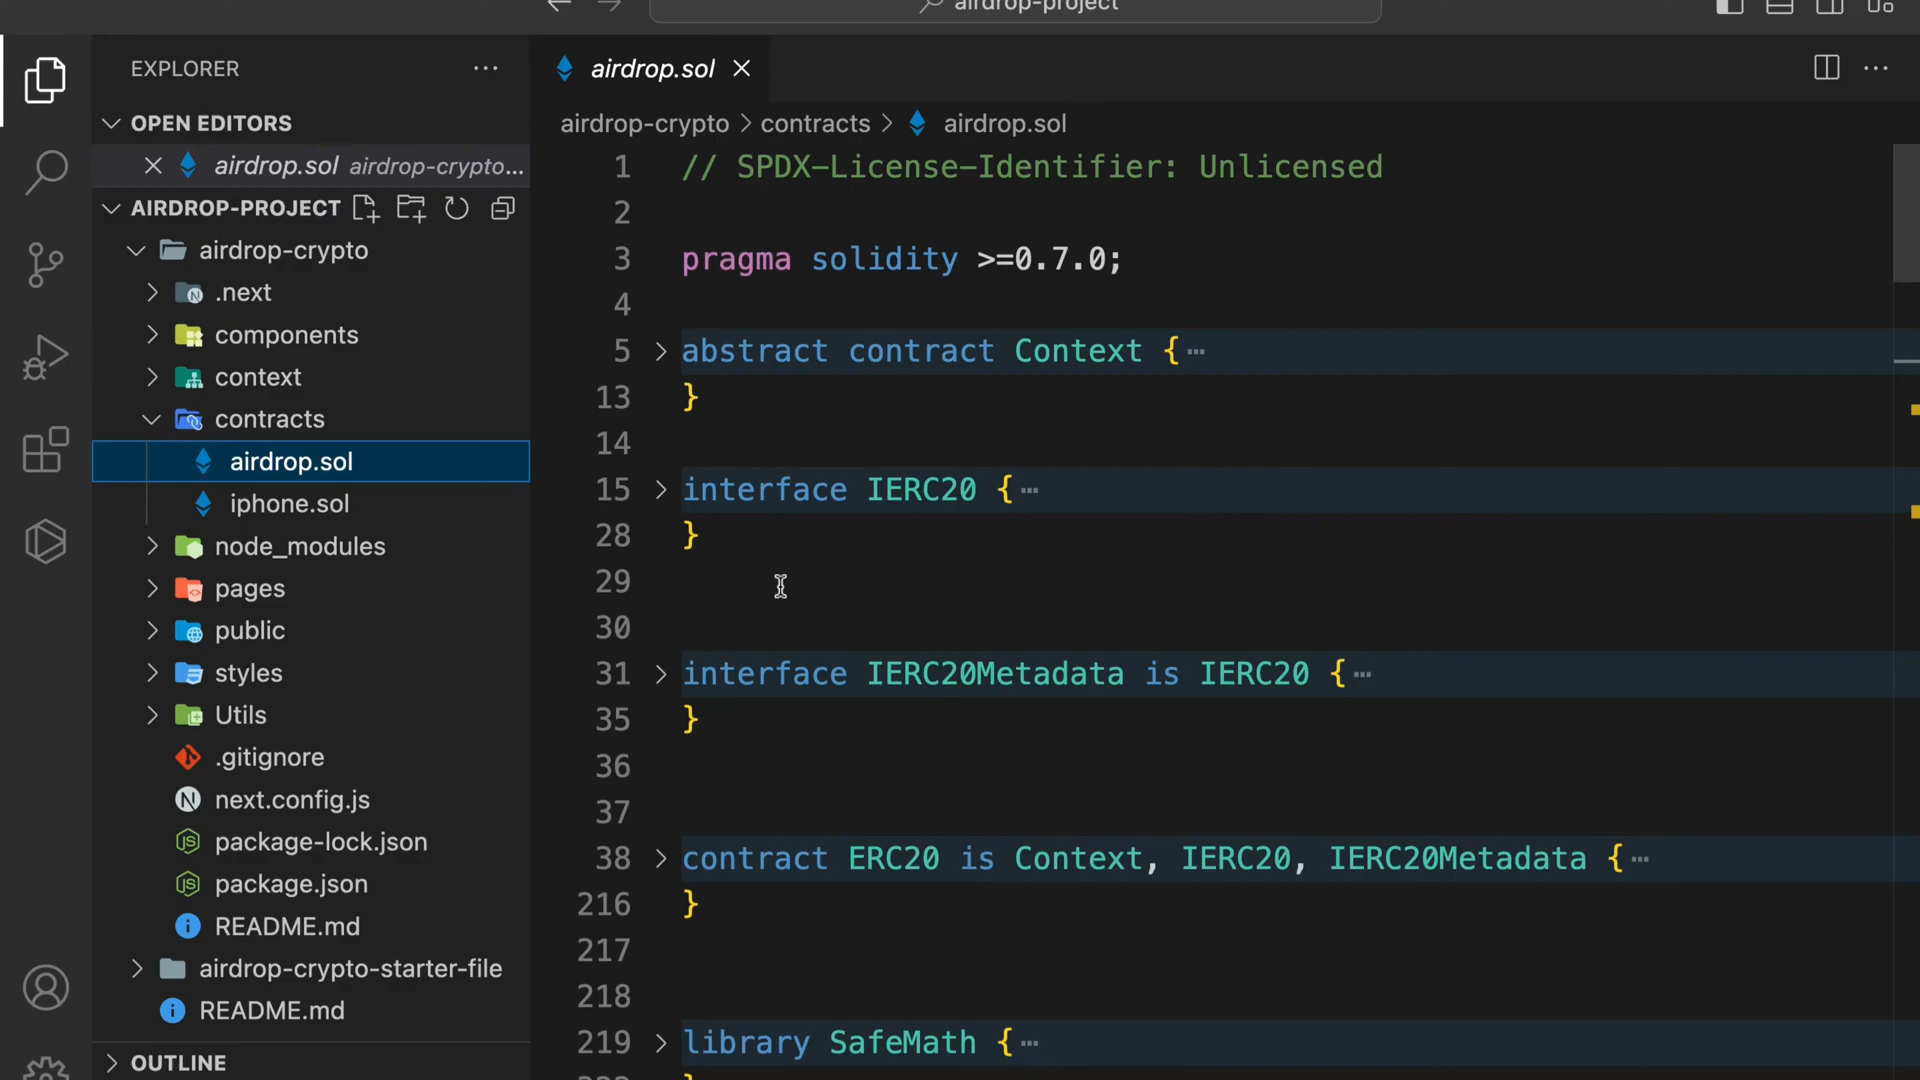 airdrop-project
EXPLORER
OPEN EDITORS
airdrop.sol airdrop-crypto...
AIRDROP-PROJECT
airdrop-crypto
.next
components
context
contracts
airdrop.sol
iphone.sol
node_modules
pages
public
styles
Utils
.gitignore
next.config.js
package-lock.json
package.json
README.md
airdrop-crypto-starter-file
README.md
OUTLINE
airdrop.sol
airdrop-crypto > contracts > airdrop.sol
1 // SPDX-License-Identifier: Unlicensed
2
3 pragma solidity >=0.7.0;
4
5 abstract contract Context {
13 }
14
15 interface IERC20 {
28 }
29
30
31 interface IERC20Metadata is IERC20 {
35 }
36
37
38 contract ERC20 is Context, IERC20, IERC20Metadata {
216 }
217
218
219 library SafeMath {